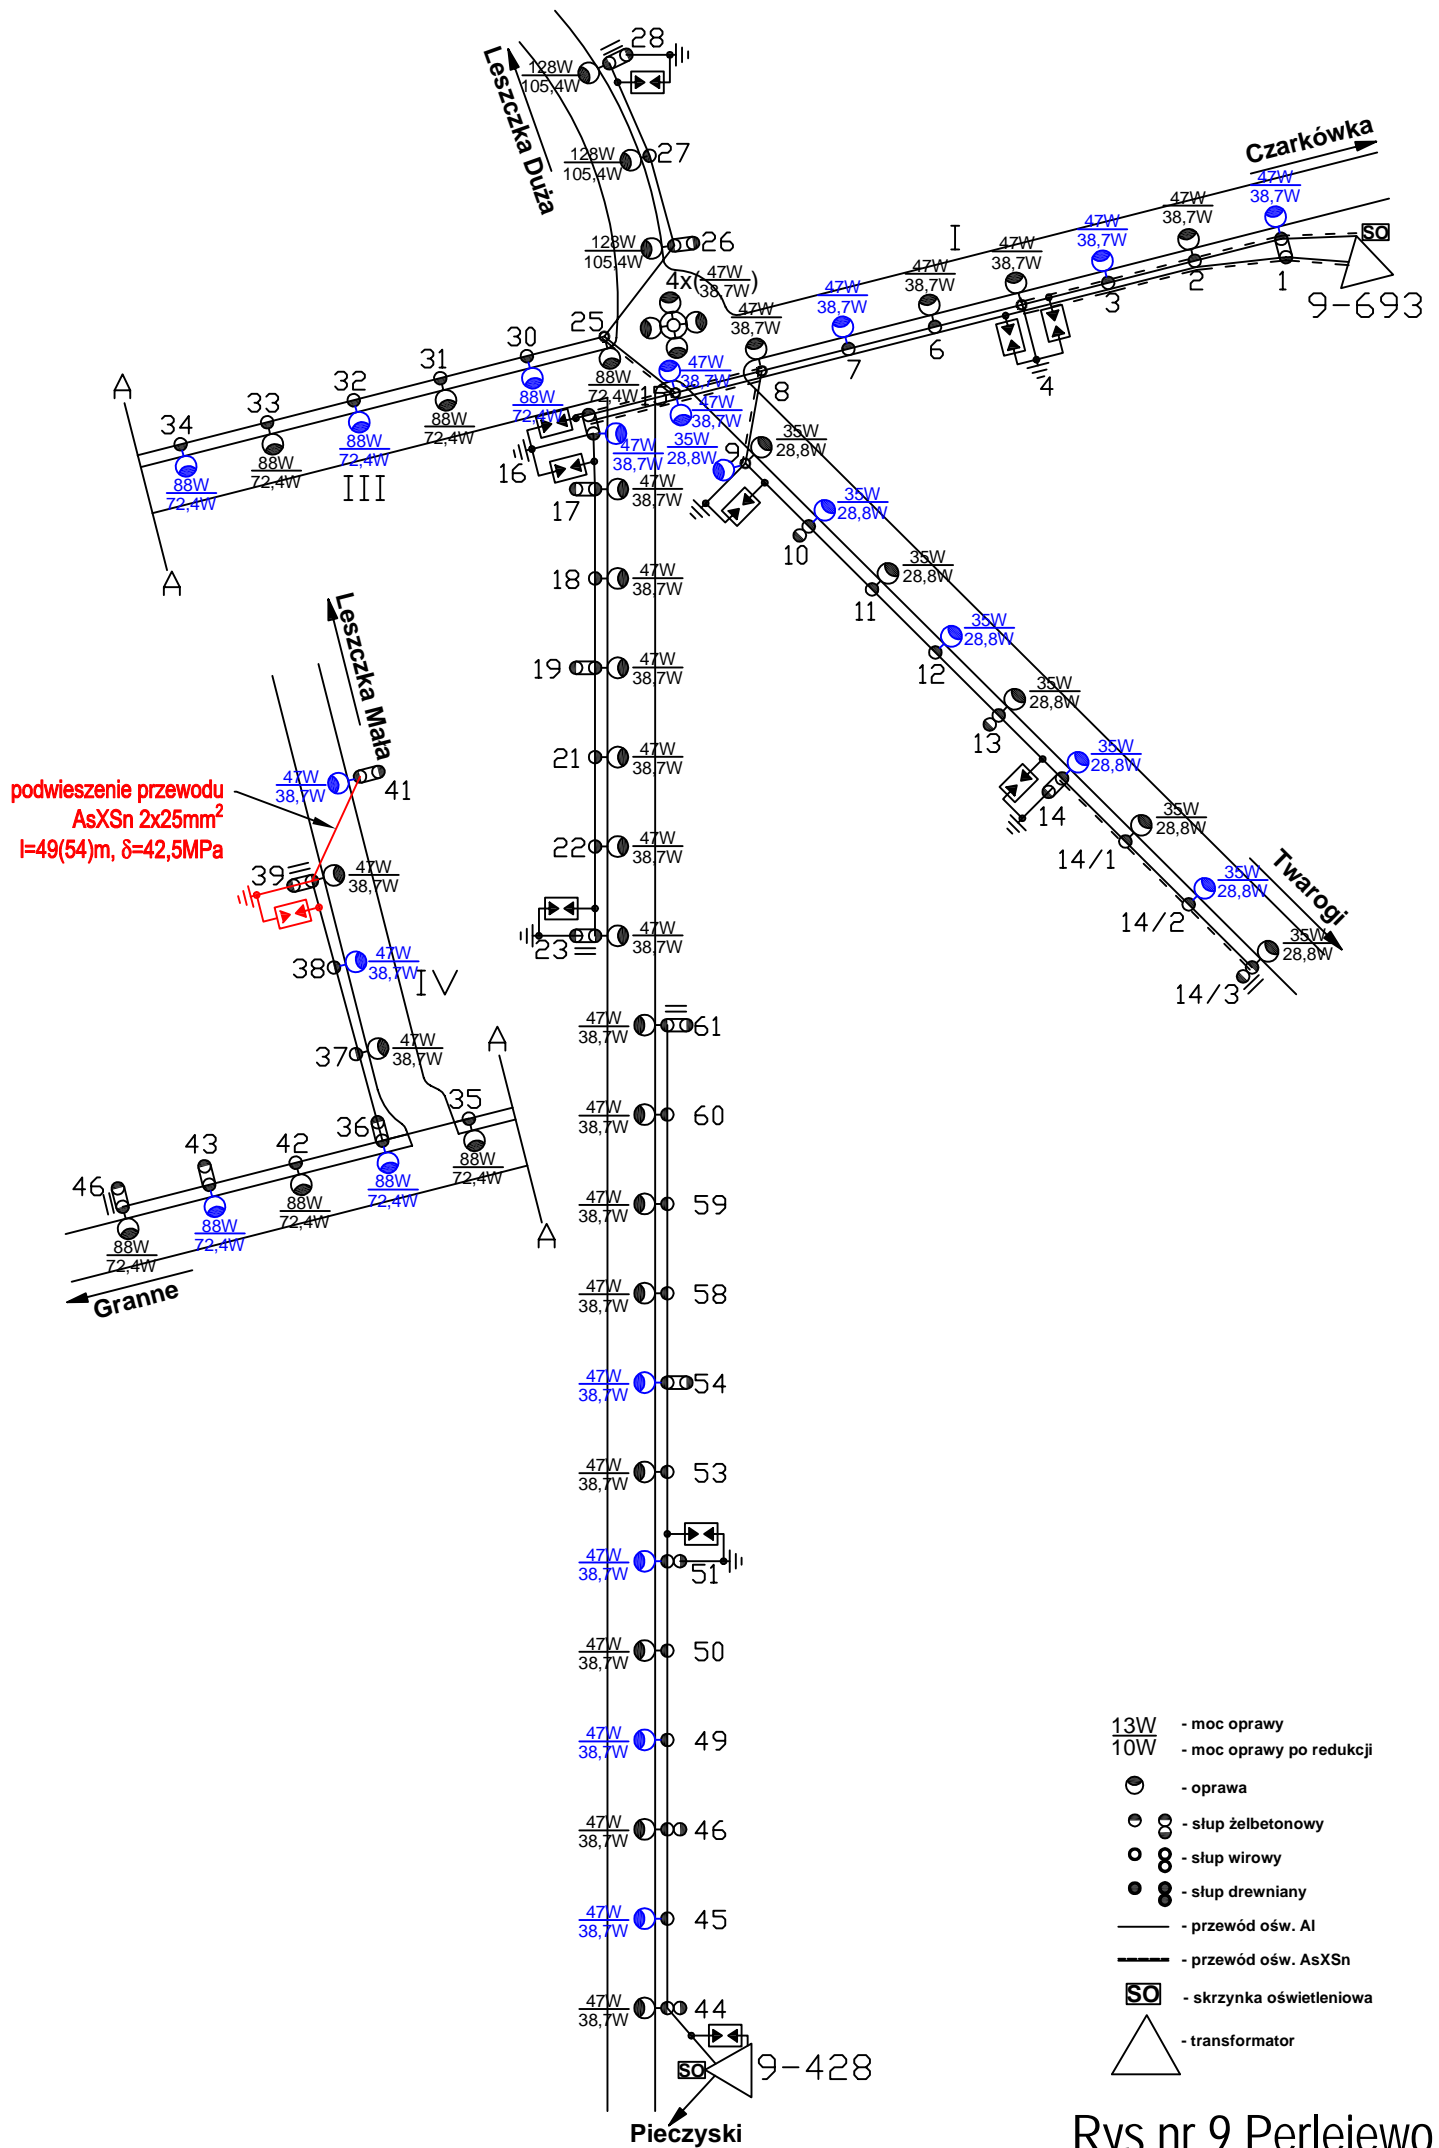 28
128W
105,4W
Leszczka Duża
27
128W
105,4W
26
128W
105,4W
4x(47W
38,7W)
Czarkówka
47W
38,7W
47W
38,7W
47W
38,7W
47W
38,7W
47W
38,7W
47W
38,7W
47W
38,7W
I
SO
9-693
1
2
3
4
6
7
8
25
30
31
32
33
34
A
A
88W
72,4W
88W
72,4W
88W
72,4W
88W
72,4W
88W
72,4W
88W
72,4W
III
15
47W
38,7W
47W
38,7W
16
47W
38,7W
35W
28,8W
9
35W
28,8W
17
47W
38,7W
10
35W
28,8W
18
47W
38,7W
11
35W
28,8W
12
35W
28,8W
19
47W
38,7W
13
35W
28,8W
14
35W
28,8W
14/1
35W
28,8W
14/2
35W
28,8W
14/3
35W
28,8W
Twarogi
21
47W
38,7W
22
47W
38,7W
23
47W
38,7W
Leszczka Mała
41
47W
38,7W
podwieszenie przewodu
AsXSn 2x25mm²
l=49(54)m, δ=42,5MPa
39
47W
38,7W
38
47W
38,7W
IV
37
47W
38,7W
A
A
35
88W
72,4W
36
88W
72,4W
42
88W
72,4W
43
88W
72,4W
46
88W
72,4W
Granne
47W
38,7W
61
47W
38,7W
60
47W
38,7W
59
47W
38,7W
58
47W
38,7W
54
47W
38,7W
53
47W
38,7W
51
47W
38,7W
50
47W
38,7W
49
47W
38,7W
46
47W
38,7W
45
47W
38,7W
44
SO
9-428
Pieczyski
13W - moc oprawy
10W - moc oprawy po redukcji
- oprawa
- słup żelbetonowy
- słup wirowy
- słup drewniany
- przewód ośw. Al
- przewód ośw. AsXSn
SO - skrzynka oświetleniowa
- transformator
Rys nr 9 Perlejewo